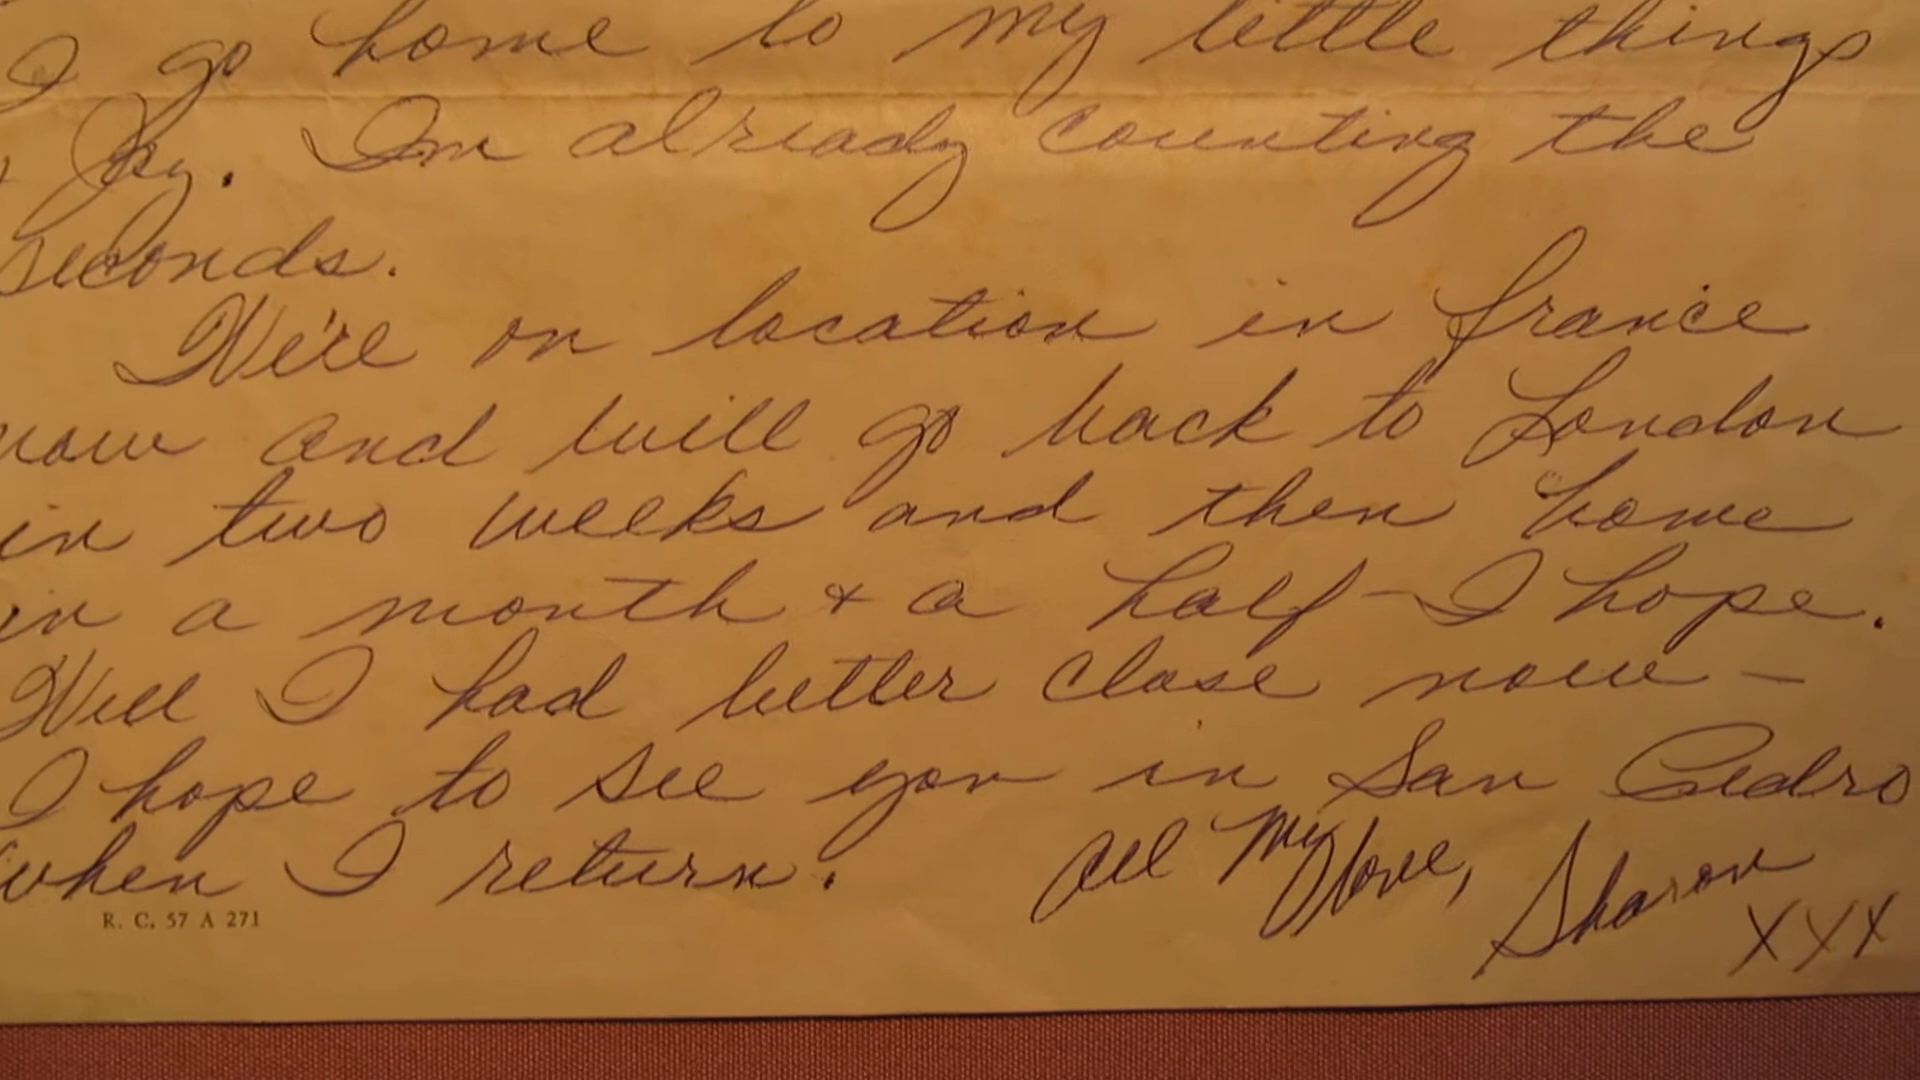 I go home to my little things
& Jay. Im already counting the
seconds.
We're on location in france
now and will go back to London
in two weeks and then home
in a month & a half - I hope.
Well I had better close now -
I hope to see you in San Pedro
when I return.
All My love,
Sharon
XXX
R. C. 57 A 271